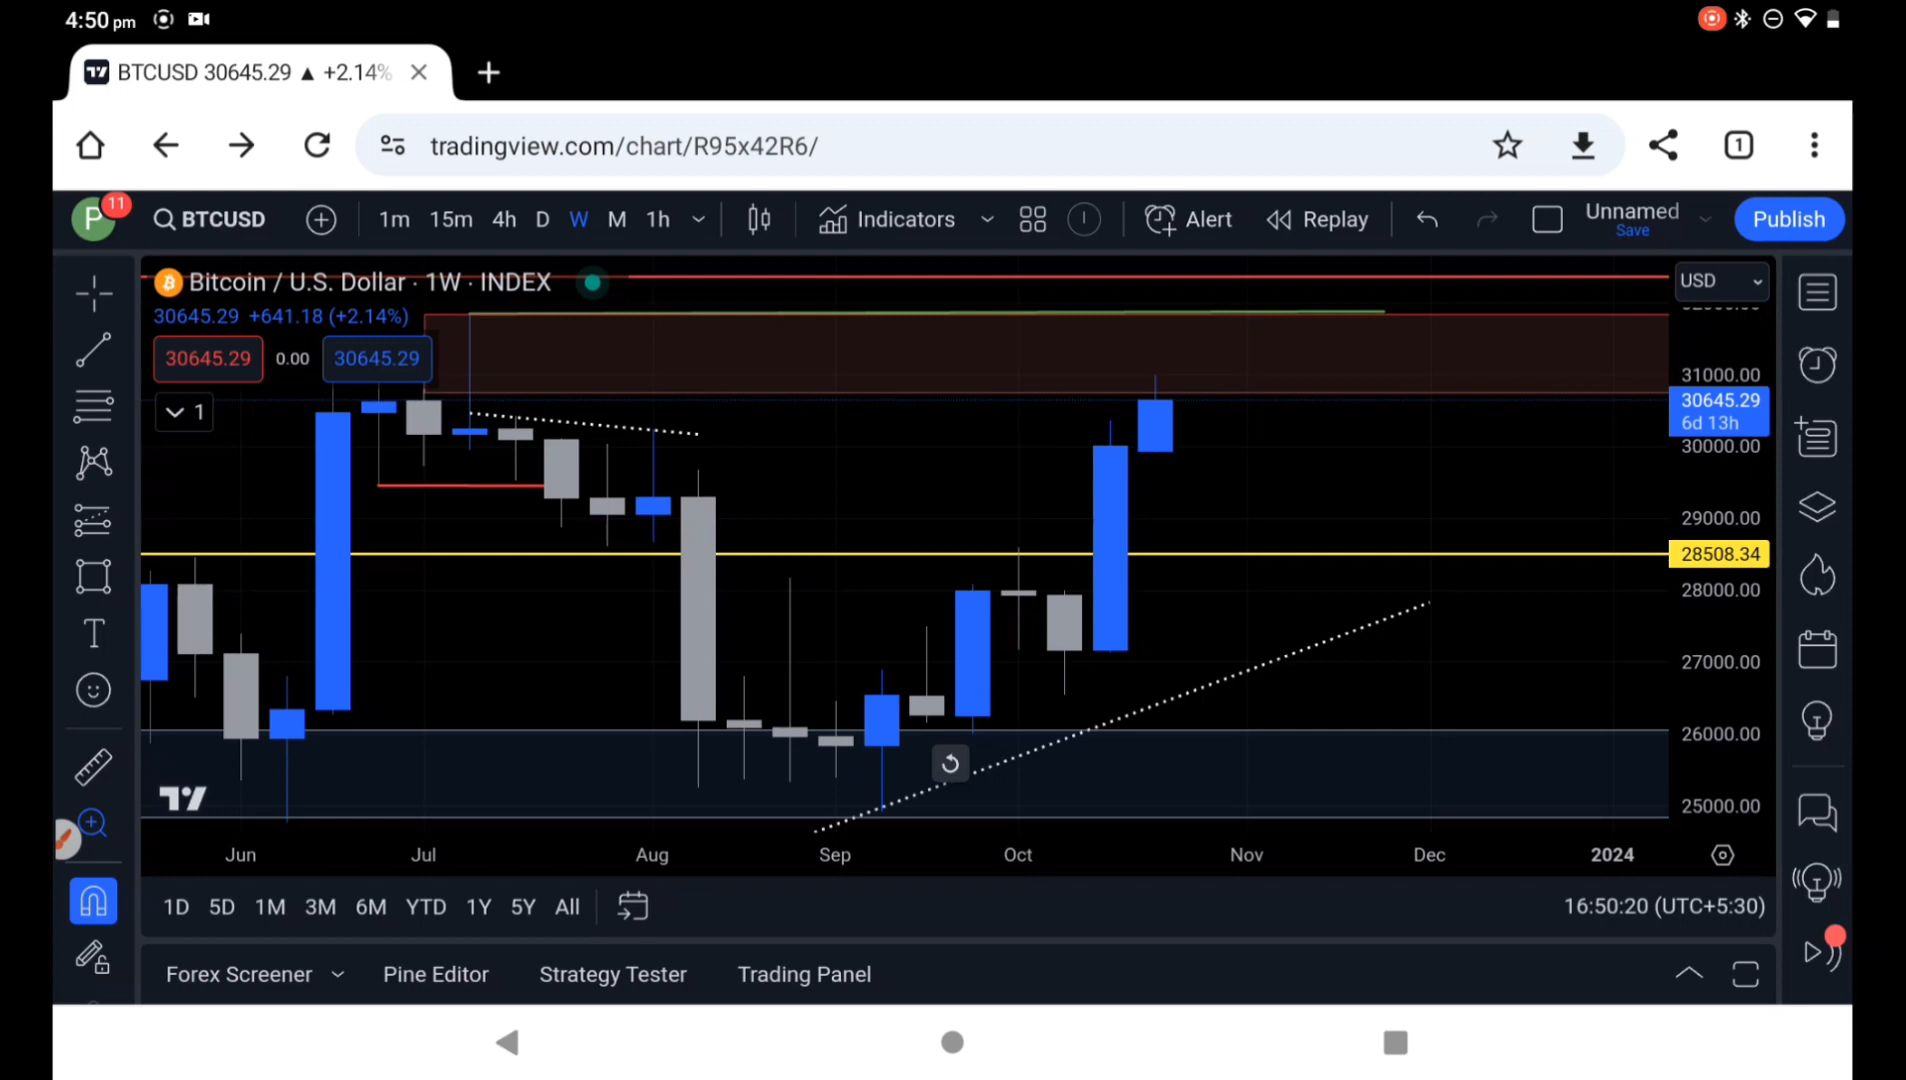 4:50 pm
BTCUSD 30645.29 ▲ +2.14%
tradingview.com/chart/R95x42R6/
1
P
11
BTCUSD
1m 15m 4h D W M 1h
Indicators
Alert
Replay
Unnamed
Save
Publish
Bitcoin / U.S. Dollar · 1W · INDEX
USD
30645.29 +641.18 (+2.14%)
30645.29 0.00 30645.29
1
31000.00
30645.29
6d 13h
30000.00
29000.00
28508.34
28000.00
27000.00
26000.00
25000.00
Jun Jul Aug Sep Oct Nov Dec 2024
1D 5D 1M 3M 6M YTD 1Y 5Y All
16:50:20 (UTC+5:30)
Forex Screener Pine Editor Strategy Tester Trading Panel